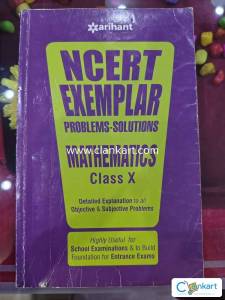 arihant
NCERT
EXEMPLAR
PROBLEMS-SOLUTIONS
www.clankart.com
MATHEMATICS
Class X
Detailed Explanation to all
Objective & Subjective Problems
Highly Useful for
School Examinations & to Build
Foundation for Entrance Exams
Clankart